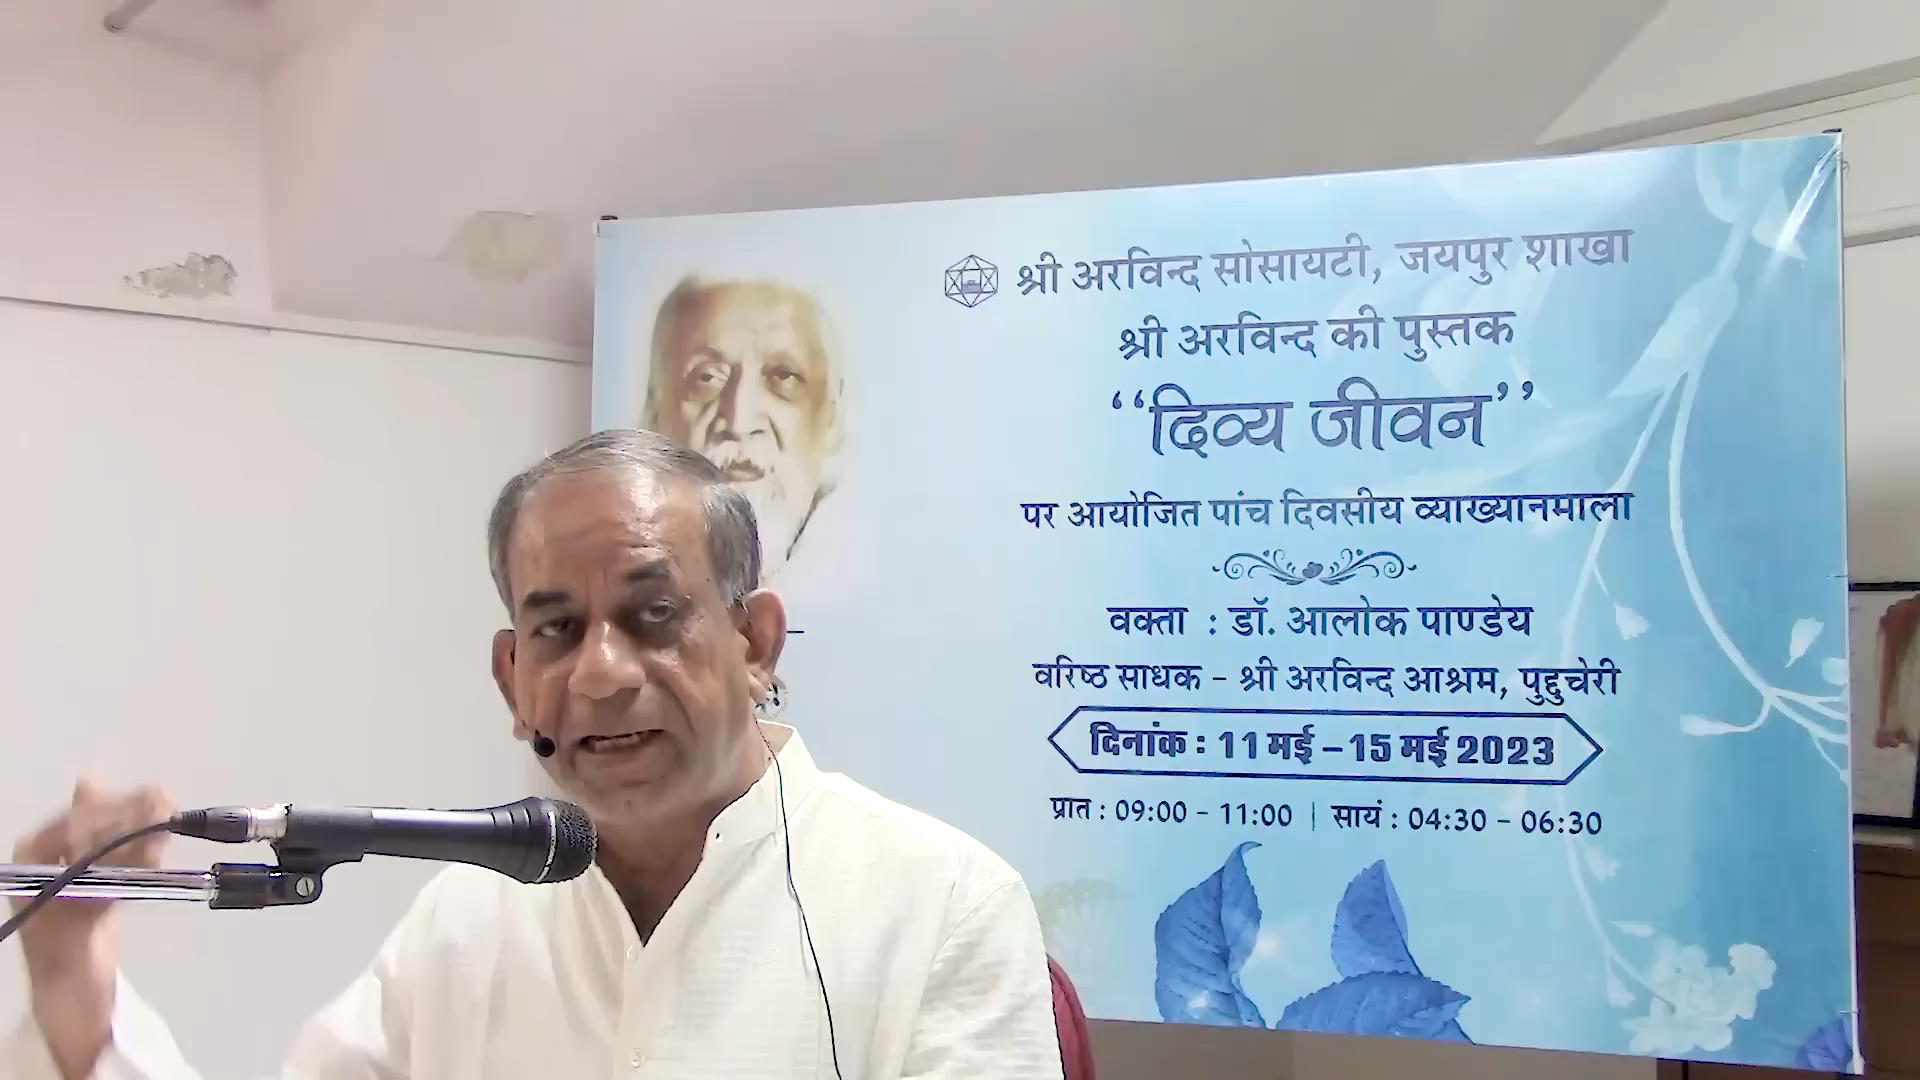 श्री अरविन्द सोसायटी, जयपुर शाखा
श्री अरविन्द की पुस्तक
‘‘दिव्य जीवन’’
पर आयोजित पांच दिवसीय व्याख्यानमाला
वक्ता : डॉ. आलोक पाण्डेय
वरिष्ठ साधक - श्री अरविन्द आश्रम, पुद्दुचेरी
दिनांक : 11 मई – 15 मई 2023
प्रात : 09:00 - 11:00 | सायं : 04:30 - 06:30